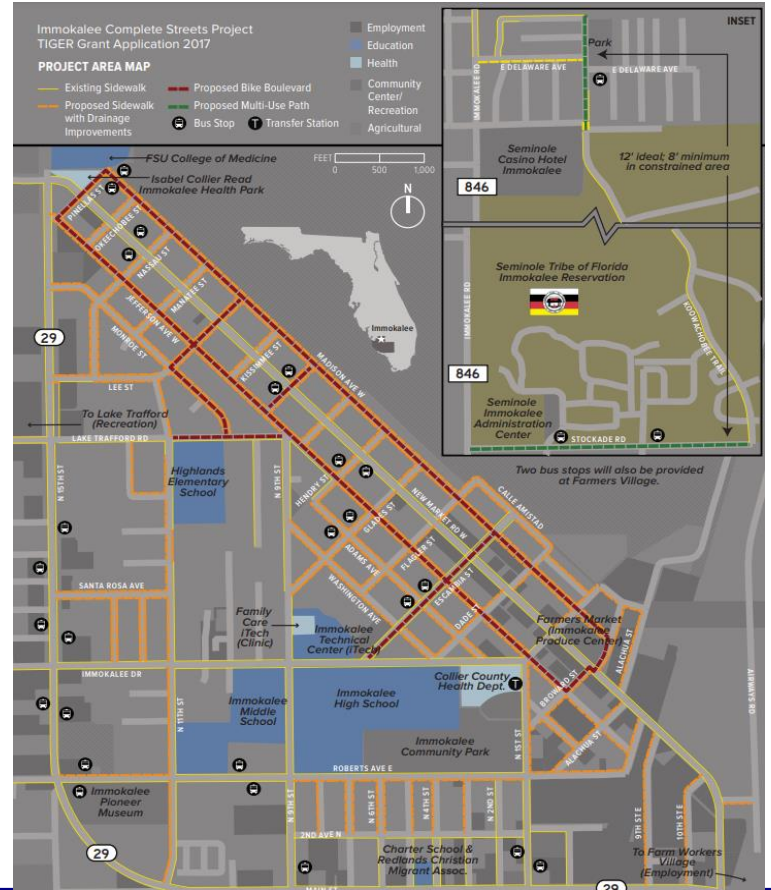 Immokalee Complete Streets Project
TIGER Grant Application 2017
PROJECT AREA MAP
Existing Sidewalk
Proposed Sidewalk
with Drainage
Improvements
Proposed Bike Boulevard
Proposed Multi-Use Path
Bus Stop
T Transfer Station
Employment
Education
Health
Community
Center/
Recreation
Agricultural
INSET
Park
E DELAWARE AVE
E DELAWARE AVE
IMMOKALEE RD
Seminole
Casino Hotel
Immokalee
12' ideal; 8' minimum
in constrained area
846
Seminole Tribe of Florida
Immokalee Reservation
IMMOKALEE RD
KOOWACHOBEE TRAIL
846
Seminole
Immokalee
Administration
Center
STOCKADE RD
Two bus stops will also be provided
at Farmers Village.
FSU College of Medicine
Isabel Collier Read
Immokalee Health Park
FEET
0
500
1,000
N
Immokalee
PINELLAS ST
OKEECHOBEE ST
NASSAU ST
MANATEE ST
JEFFERSON AVE W
MONROE ST
KISSIMMEE ST
MADISON AVE W
29
LEE ST
To Lake Trafford
(Recreation)
LAKE TRAFFORD RD
Highlands
Elementary
School
N 15TH ST
N 9TH ST
HENDRY ST
GLADES ST
ADAMS AVE
FLAGLER ST
NEW MARKET RD W
CALLE AMISTAD
WASHINGTON AVE
ESCAMBIA ST
DADE ST
SANTA ROSA AVE
Family
Care
iTech
(Clinic)
Immokalee
Technical
Center (iTech)
Farmers Market
(Immokalee
Produce Center)
ALACHUA ST
AIRWAYS RD
IMMOKALEE DR
Collier County
Health Dept.
T
BROWARD ST
N 11TH ST
Immokalee
Middle
School
Immokalee
High School
Immokalee
Community Park
N 1ST ST
ALACHUA ST
ROBERTS AVE E
Immokalee
Pioneer
Museum
N 9TH ST
N 6TH ST
N 4TH ST
N 2ND ST
9TH ST E
10TH ST E
2ND AVE N
29
Charter School &
Redlands Christian
Migrant Assoc.
To Farm Workers
Village
(Employment)
MAIN ST
29